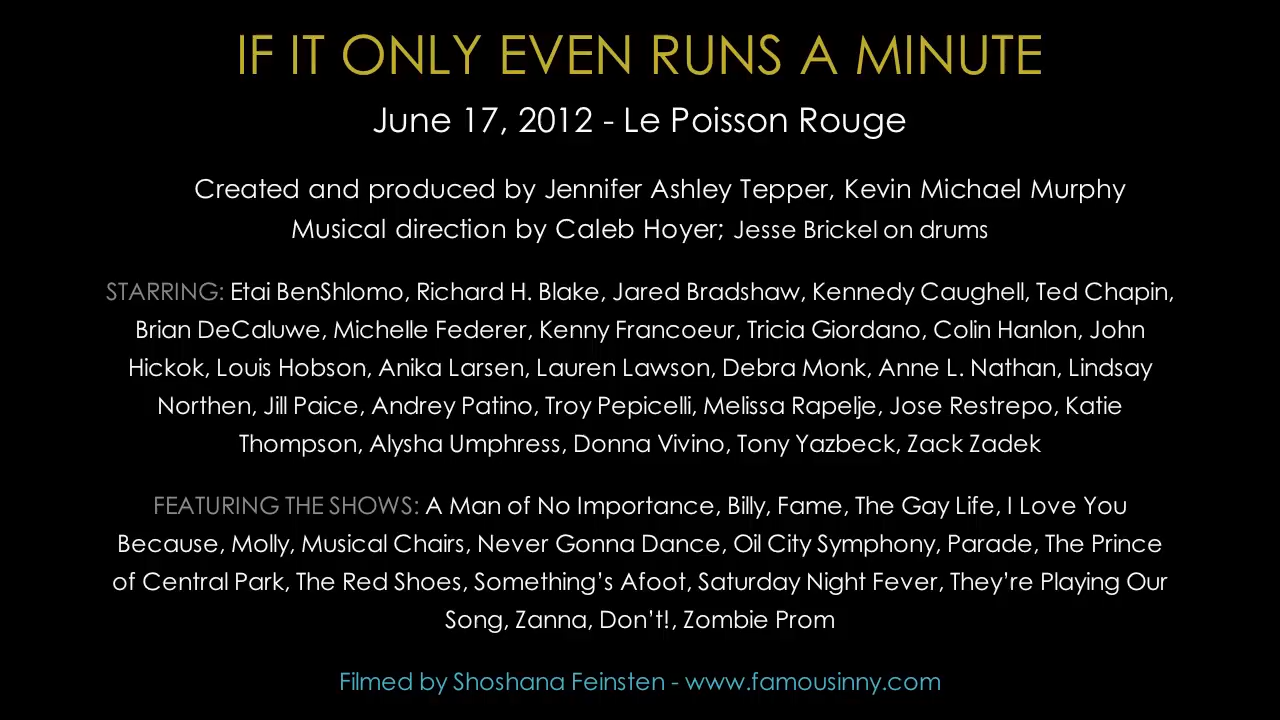 IF IT ONLY EVEN RUNS A MINUTE
June 17, 2012 - Le Poisson Rouge
Created and produced by Jennifer Ashley Tepper, Kevin Michael Murphy
Musical direction by Caleb Hoyer; Jesse Brickel on drums
STARRING: Etai BenShlomo, Richard H. Blake, Jared Bradshaw, Kennedy Caughell, Ted Chapin,
Brian DeCaluwe, Michelle Federer, Kenny Francoeur, Tricia Giordano, Colin Hanlon, John
Hickok, Louis Hobson, Anika Larsen, Lauren Lawson, Debra Monk, Anne L. Nathan, Lindsay
Northen, Jill Paice, Andrey Patino, Troy Pepicelli, Melissa Rapelje, Jose Restrepo, Katie
Thompson, Alysha Umphress, Donna Vivino, Tony Yazbeck, Zack Zadek
FEATURING THE SHOWS: A Man of No Importance, Billy, Fame, The Gay Life, I Love You
Because, Molly, Musical Chairs, Never Gonna Dance, Oil City Symphony, Parade, The Prince
of Central Park, The Red Shoes, Something's Afoot, Saturday Night Fever, They're Playing Our
Song, Zanna, Don't!, Zombie Prom
Filmed by Shoshana Feinsten - www.famousinny.com